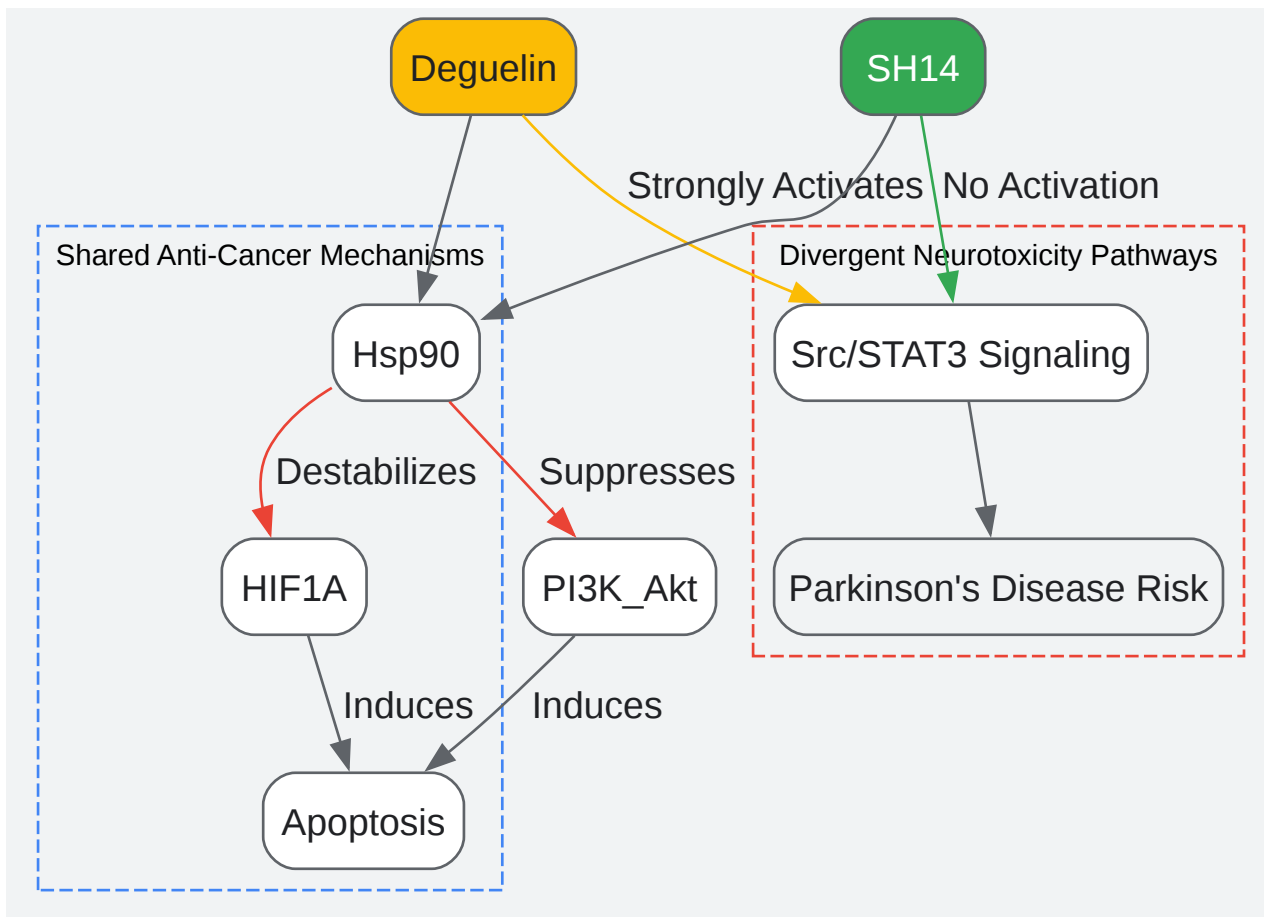 Deguelin
SH14
Strongly Activates
No Activation
Shared Anti-Cancer Mechanisms
Divergent Neurotoxicity Pathways
Hsp90
Src/STAT3 Signaling
Destabilizes
Suppresses
HIF1A
PI3K_Akt
Parkinson's Disease Risk
Induces
Induces
Apoptosis